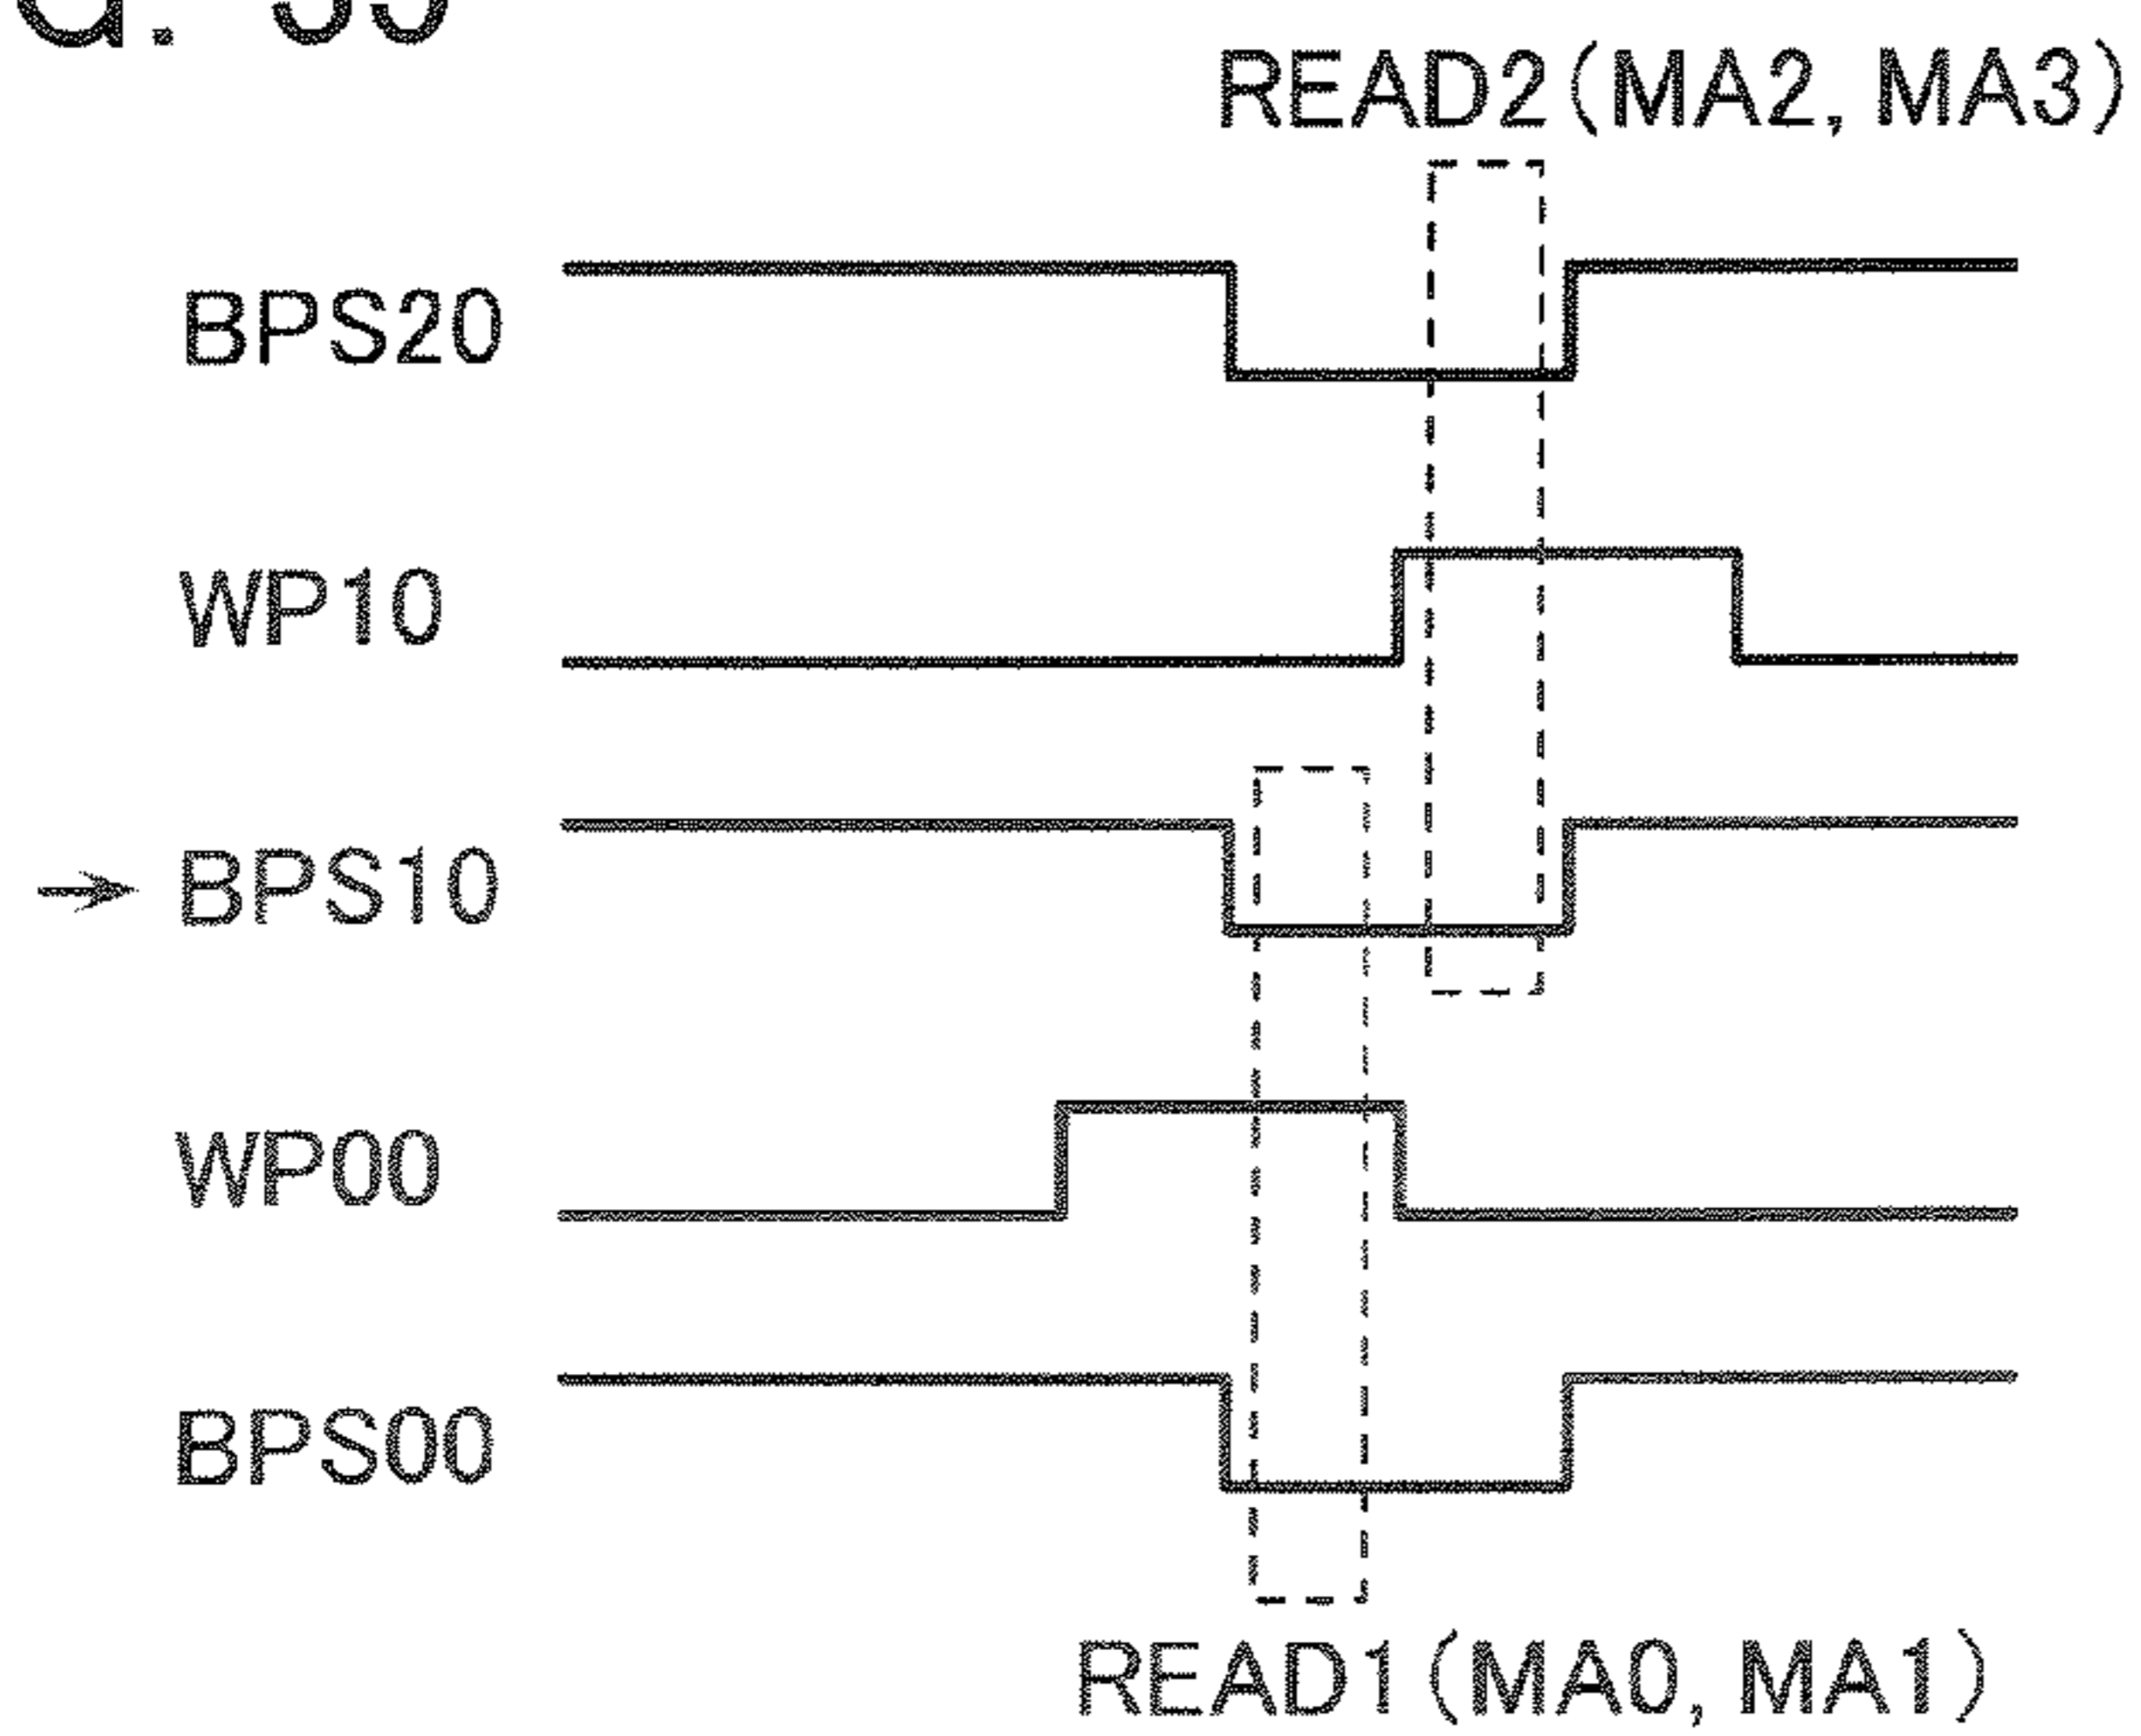 READ2(MA2, MA3)
BPS20
WP10
→ BPS10
WP00
BPS00
READ1(MA0, MA1)